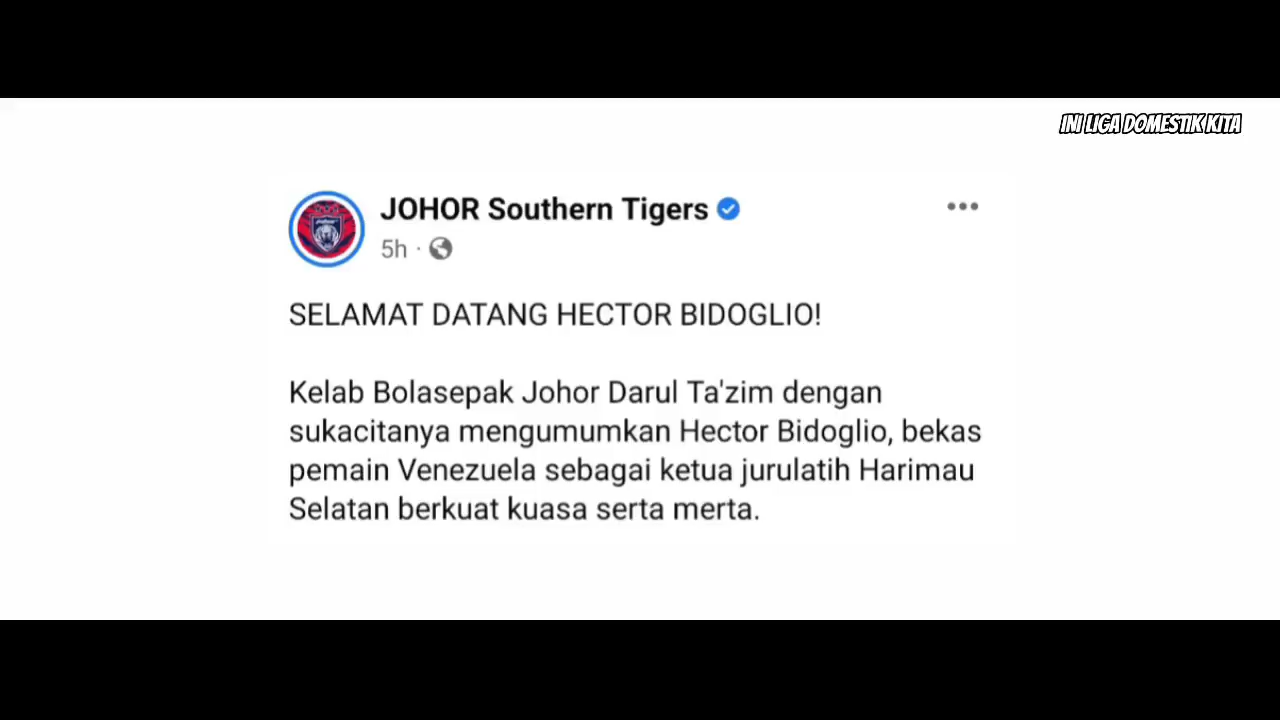 INI LIGA DOMESTIK KITA
JOHOR Southern Tigers
5h ·
SELAMAT DATANG HECTOR BIDOGLIO!
Kelab Bolasepak Johor Darul Ta'zim dengan
sukacitanya mengumumkan Hector Bidoglio, bekas
pemain Venezuela sebagai ketua jurulatih Harimau
Selatan berkuat kuasa serta merta.